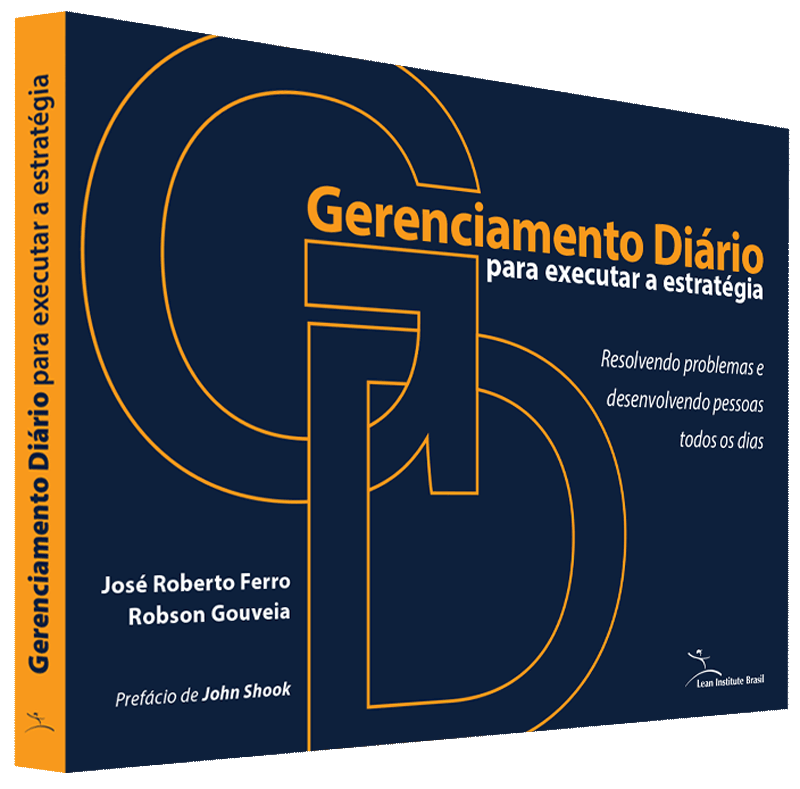 Gerenciamento Diário para executar a estratégia
GD
Gerenciamento Diário
para executar a estratégia
Resolvendo problemas e
desenvolvendo pessoas
todos os dias
José Roberto Ferro
Robson Gouveia
Prefácio de John Shook
Lean Institute Brasil